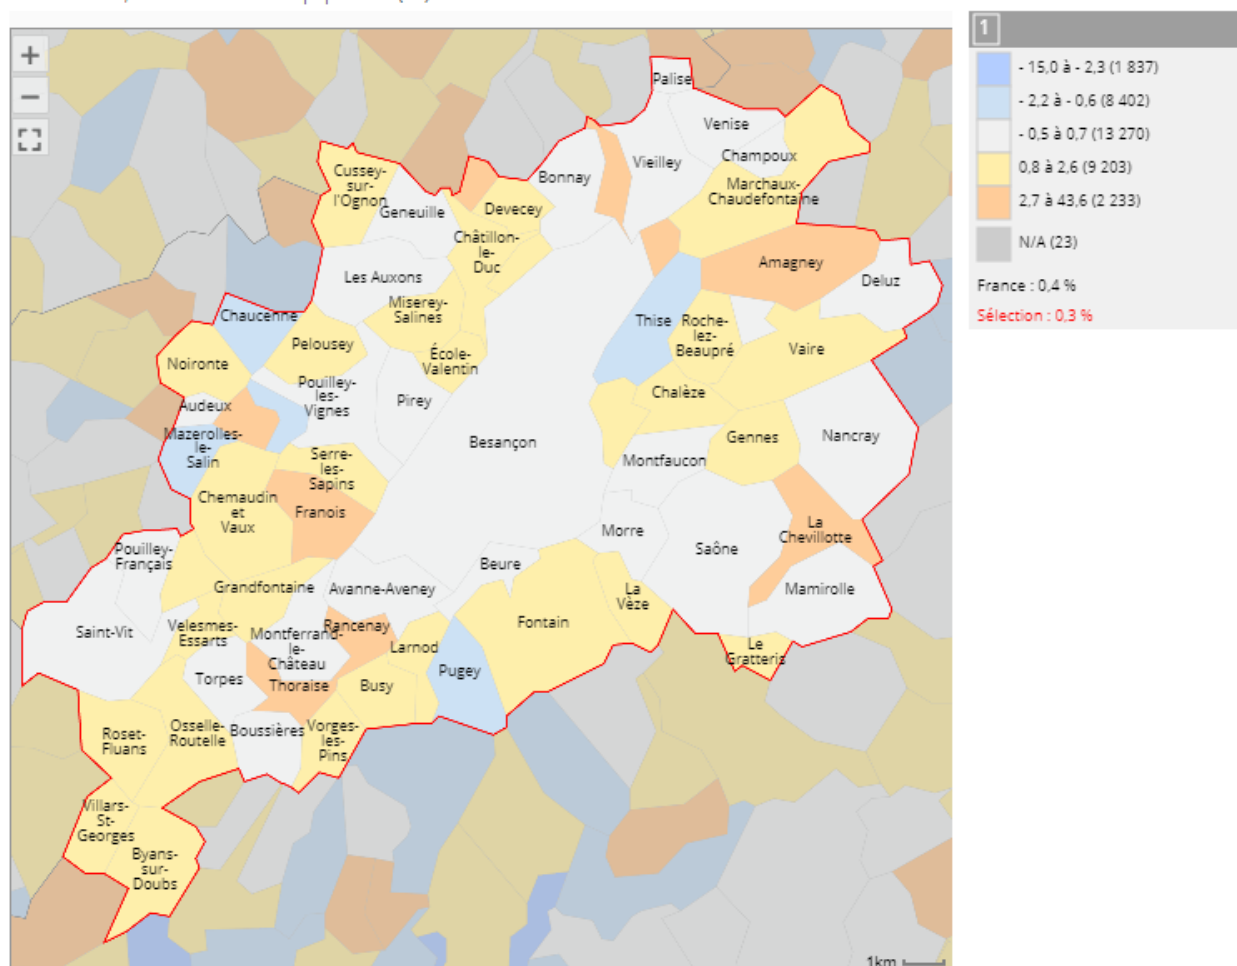 +
−
1
- 15,0 à - 2,3 (1 837)
- 2,2 à - 0,6 (8 402)
- 0,5 à 0,7 (13 270)
0,8 à 2,6 (9 203)
2,7 à 43,6 (2 233)
N/A (23)
France : 0,4 %
Sélection : 0,3 %
Palise
Venise
Champoux
Vieilley
Bonnay
Marchaux-
Chaudefontaine
Cussey-
sur-
l'Ognon
Geneuille
Devecey
Châtillon-
le-
Duc
Les Auxons
Amagney
Deluz
Miserey-
Salines
Chaucenne
Thise
Roche-
lez-
Beaupré
Vaire
Pelousey
École-
Valentin
Noironte
Pouilley-
les-
Vignes
Pirey
Chalèze
Audeux
Mazerolles-
le-
Salin
Besançon
Gennes
Nancray
Montfaucon
Serre-
les-
Sapins
Chemaudin
et
Vaux
Franois
La
Chevillotte
Morre
Saône
Pouilley-
Français
Beure
Grandfontaine
Avanne-Aveney
Mamirolle
La
Vèze
Saint-Vit
Velesmes-
Essarts
Montferrand-
le-
Château
Rancenay
Larnod
Fontain
Le
Gratteris
Torpes
Thoraise
Busy
Pugey
Roset-
Fluans
Osselle-
Routelle
Boussières
Vorges-
les-
Pins
Villars-
St-
Georges
Byans-
sur-
Doubs
1km